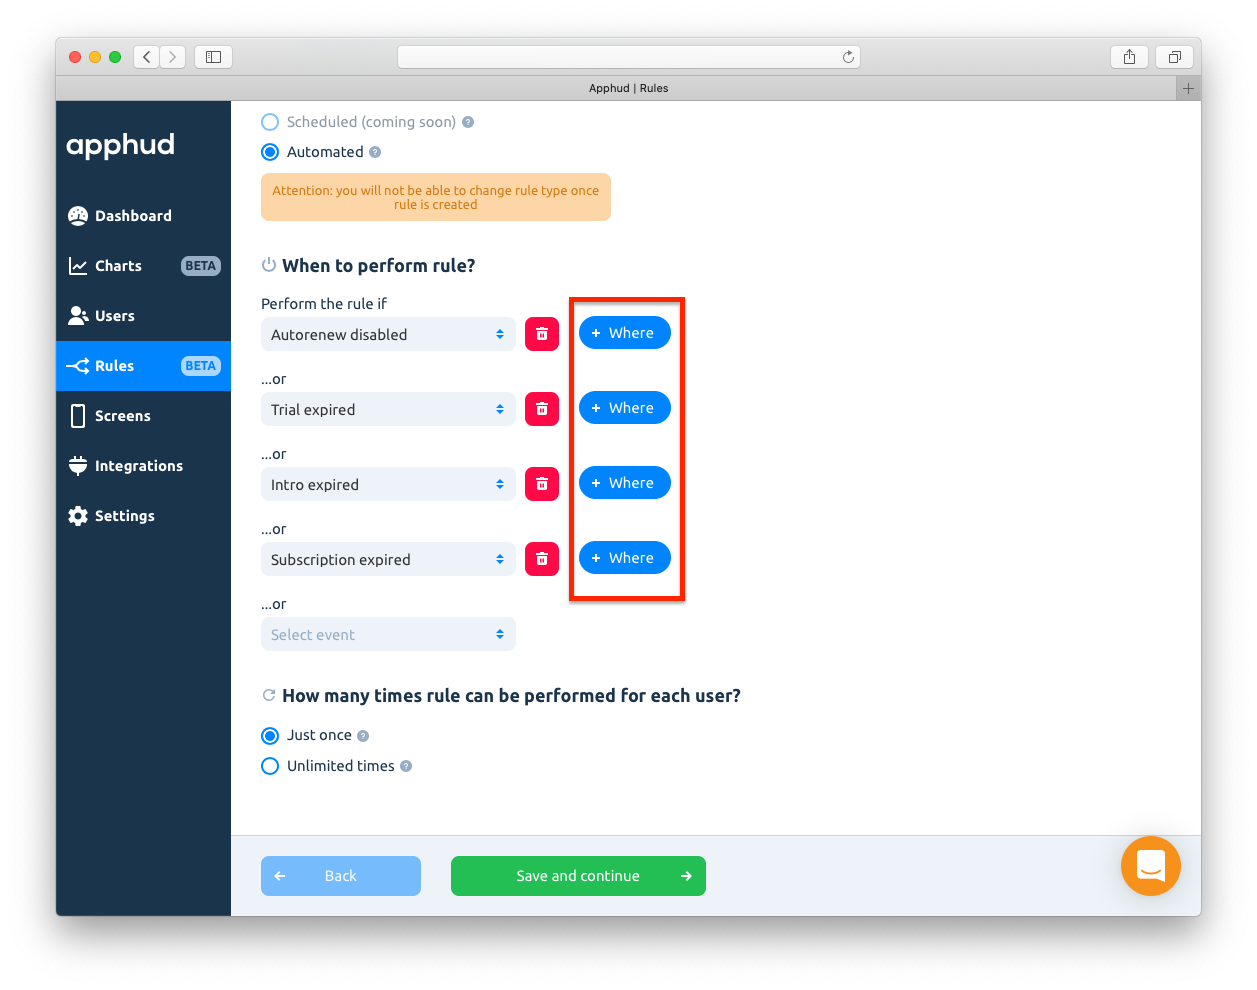 Apphud | Rules
apphud
Dashboard
Charts BETA
Users
Rules BETA
Screens
Integrations
Settings
Scheduled (coming soon) ?
Automated ?
Attention: you will not be able to change rule type once
rule is created
When to perform rule?
Perform the rule if
Autorenew disabled + Where
...or
Trial expired + Where
...or
Intro expired + Where
...or
Subscription expired + Where
...or
Select event
How many times rule can be performed for each user?
Just once ?
Unlimited times ?
Back
Save and continue